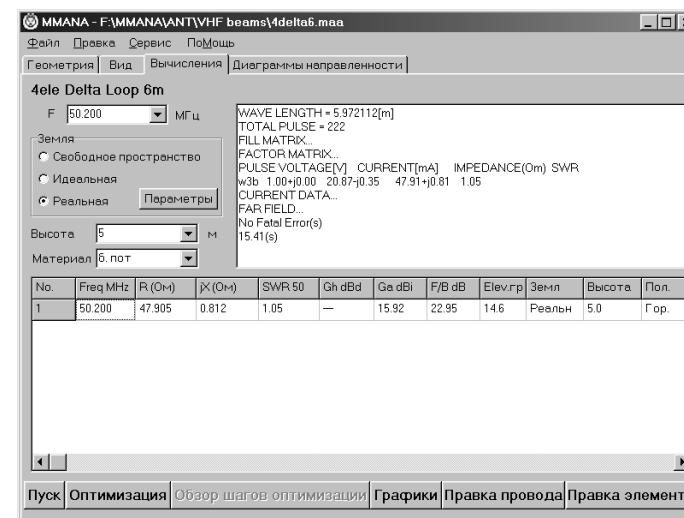 MMANA - F:\MMANA\ANT\VHF beams\4delta6.maa
Файл Правка Сервис ПоМощь
Геометрия Вид Вычисления Диаграммы направленности
4ele Delta Loop 6m
F 50.200 МГц
Земля
Свободное пространство
Идеальная
Реальная Параметры
Высота 5 м
Материал б. пот
WAVE LENGTH = 5.972112[m]
TOTAL PULSE = 222
FILL MATRIX...
FACTOR MATRIX...
PULSE VOLTAGE[V] CURRENT[mA] IMPEDANCE(Om) SWR
w3b 1.00+j0.00 20.87-j0.35 47.91+j0.81 1.05
CURRENT DATA...
FAR FIELD...
No Fatal Error(s)
15.41(s)
No. Freq MHz R (Ом) jX (Ом) SWR 50 Gh dBd Ga dBi F/B dB Elev.гр Земл Высота Пол.
1 50.200 47.905 0.812 1.05 — 15.92 22.95 14.6 Реальн 5.0 Гор.
Пуск Оптимизация Обзор шагов оптимизации Графики Правка провода Правка элемент